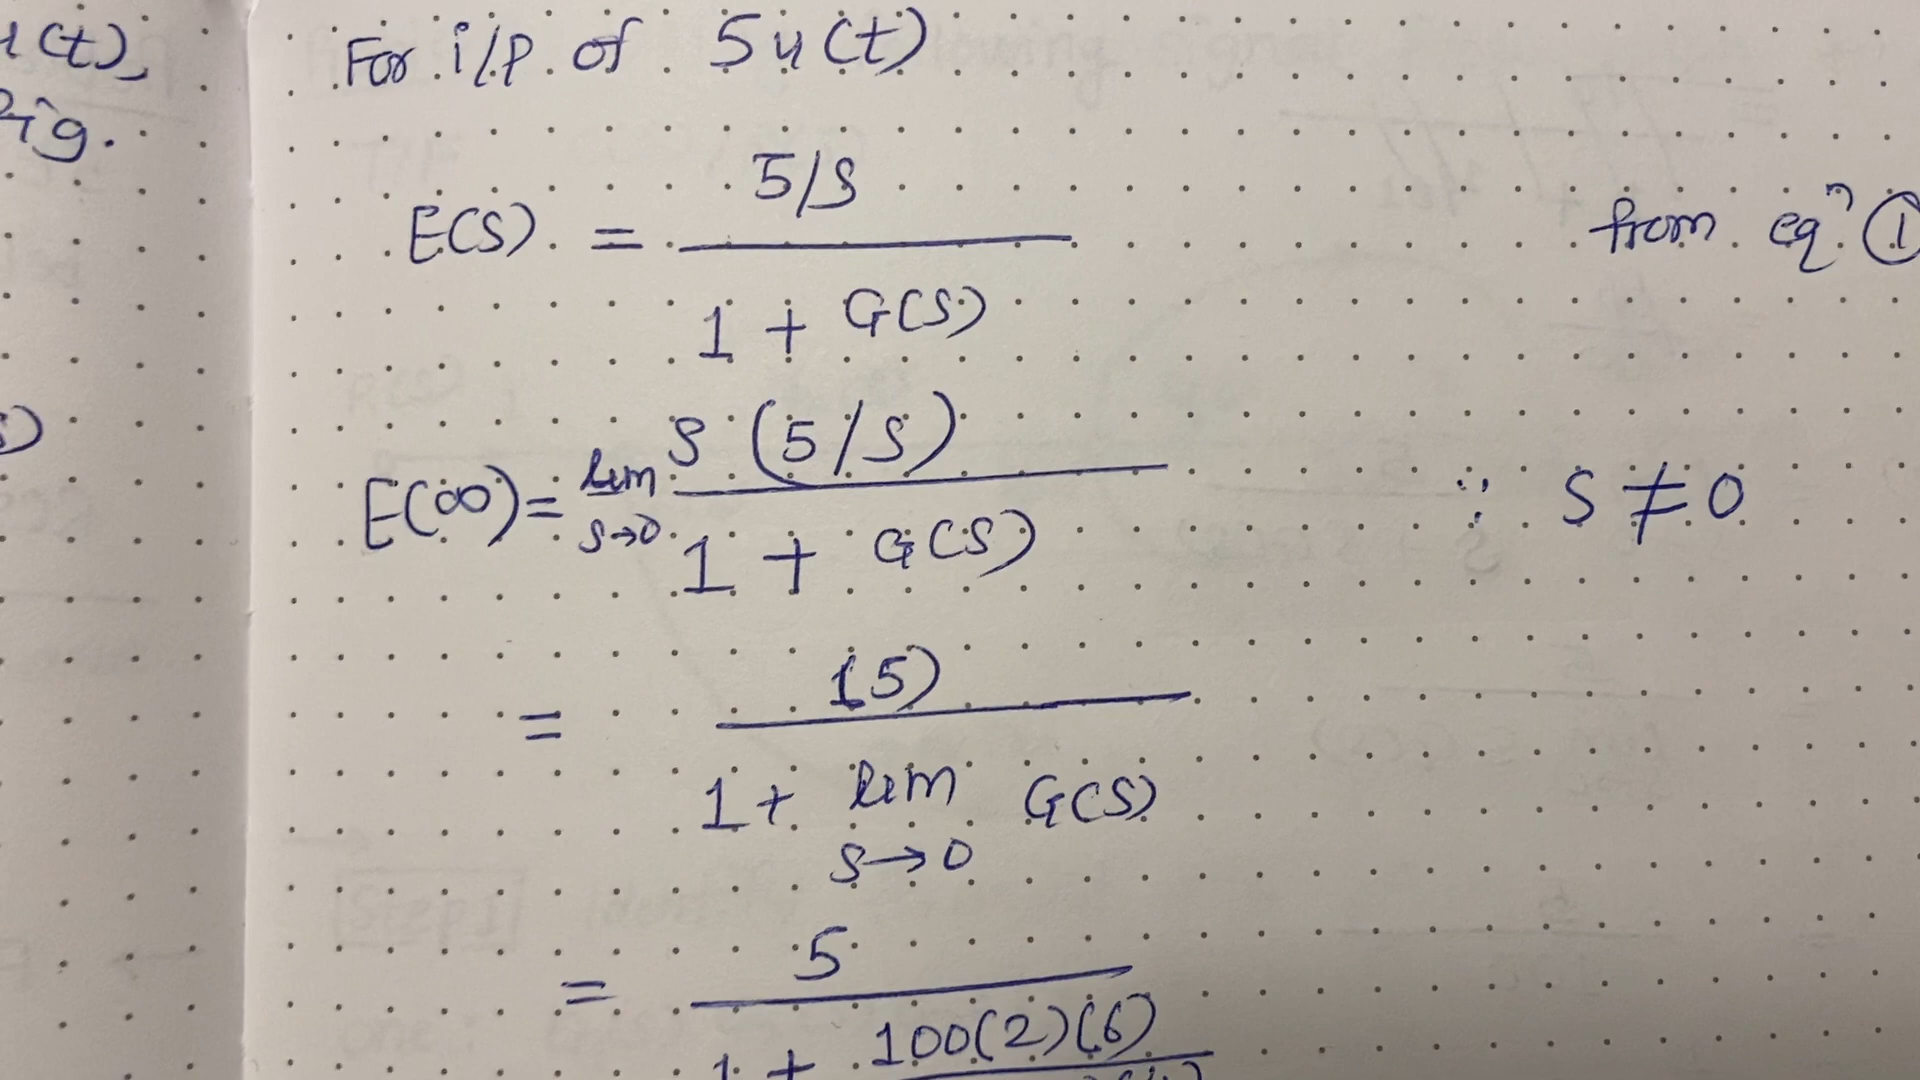 u(t),
Fig.
For i/p of 5u(t)
E(S) = 5/S
1 + G(S)
from eqⁿ ①
E(∞) = lim S→0 S (5/S)
1 + G(S)
∵ S ≠ 0
= (5)
1 + lim S→0 G(S)
= 5
1 + 100(2)(6)